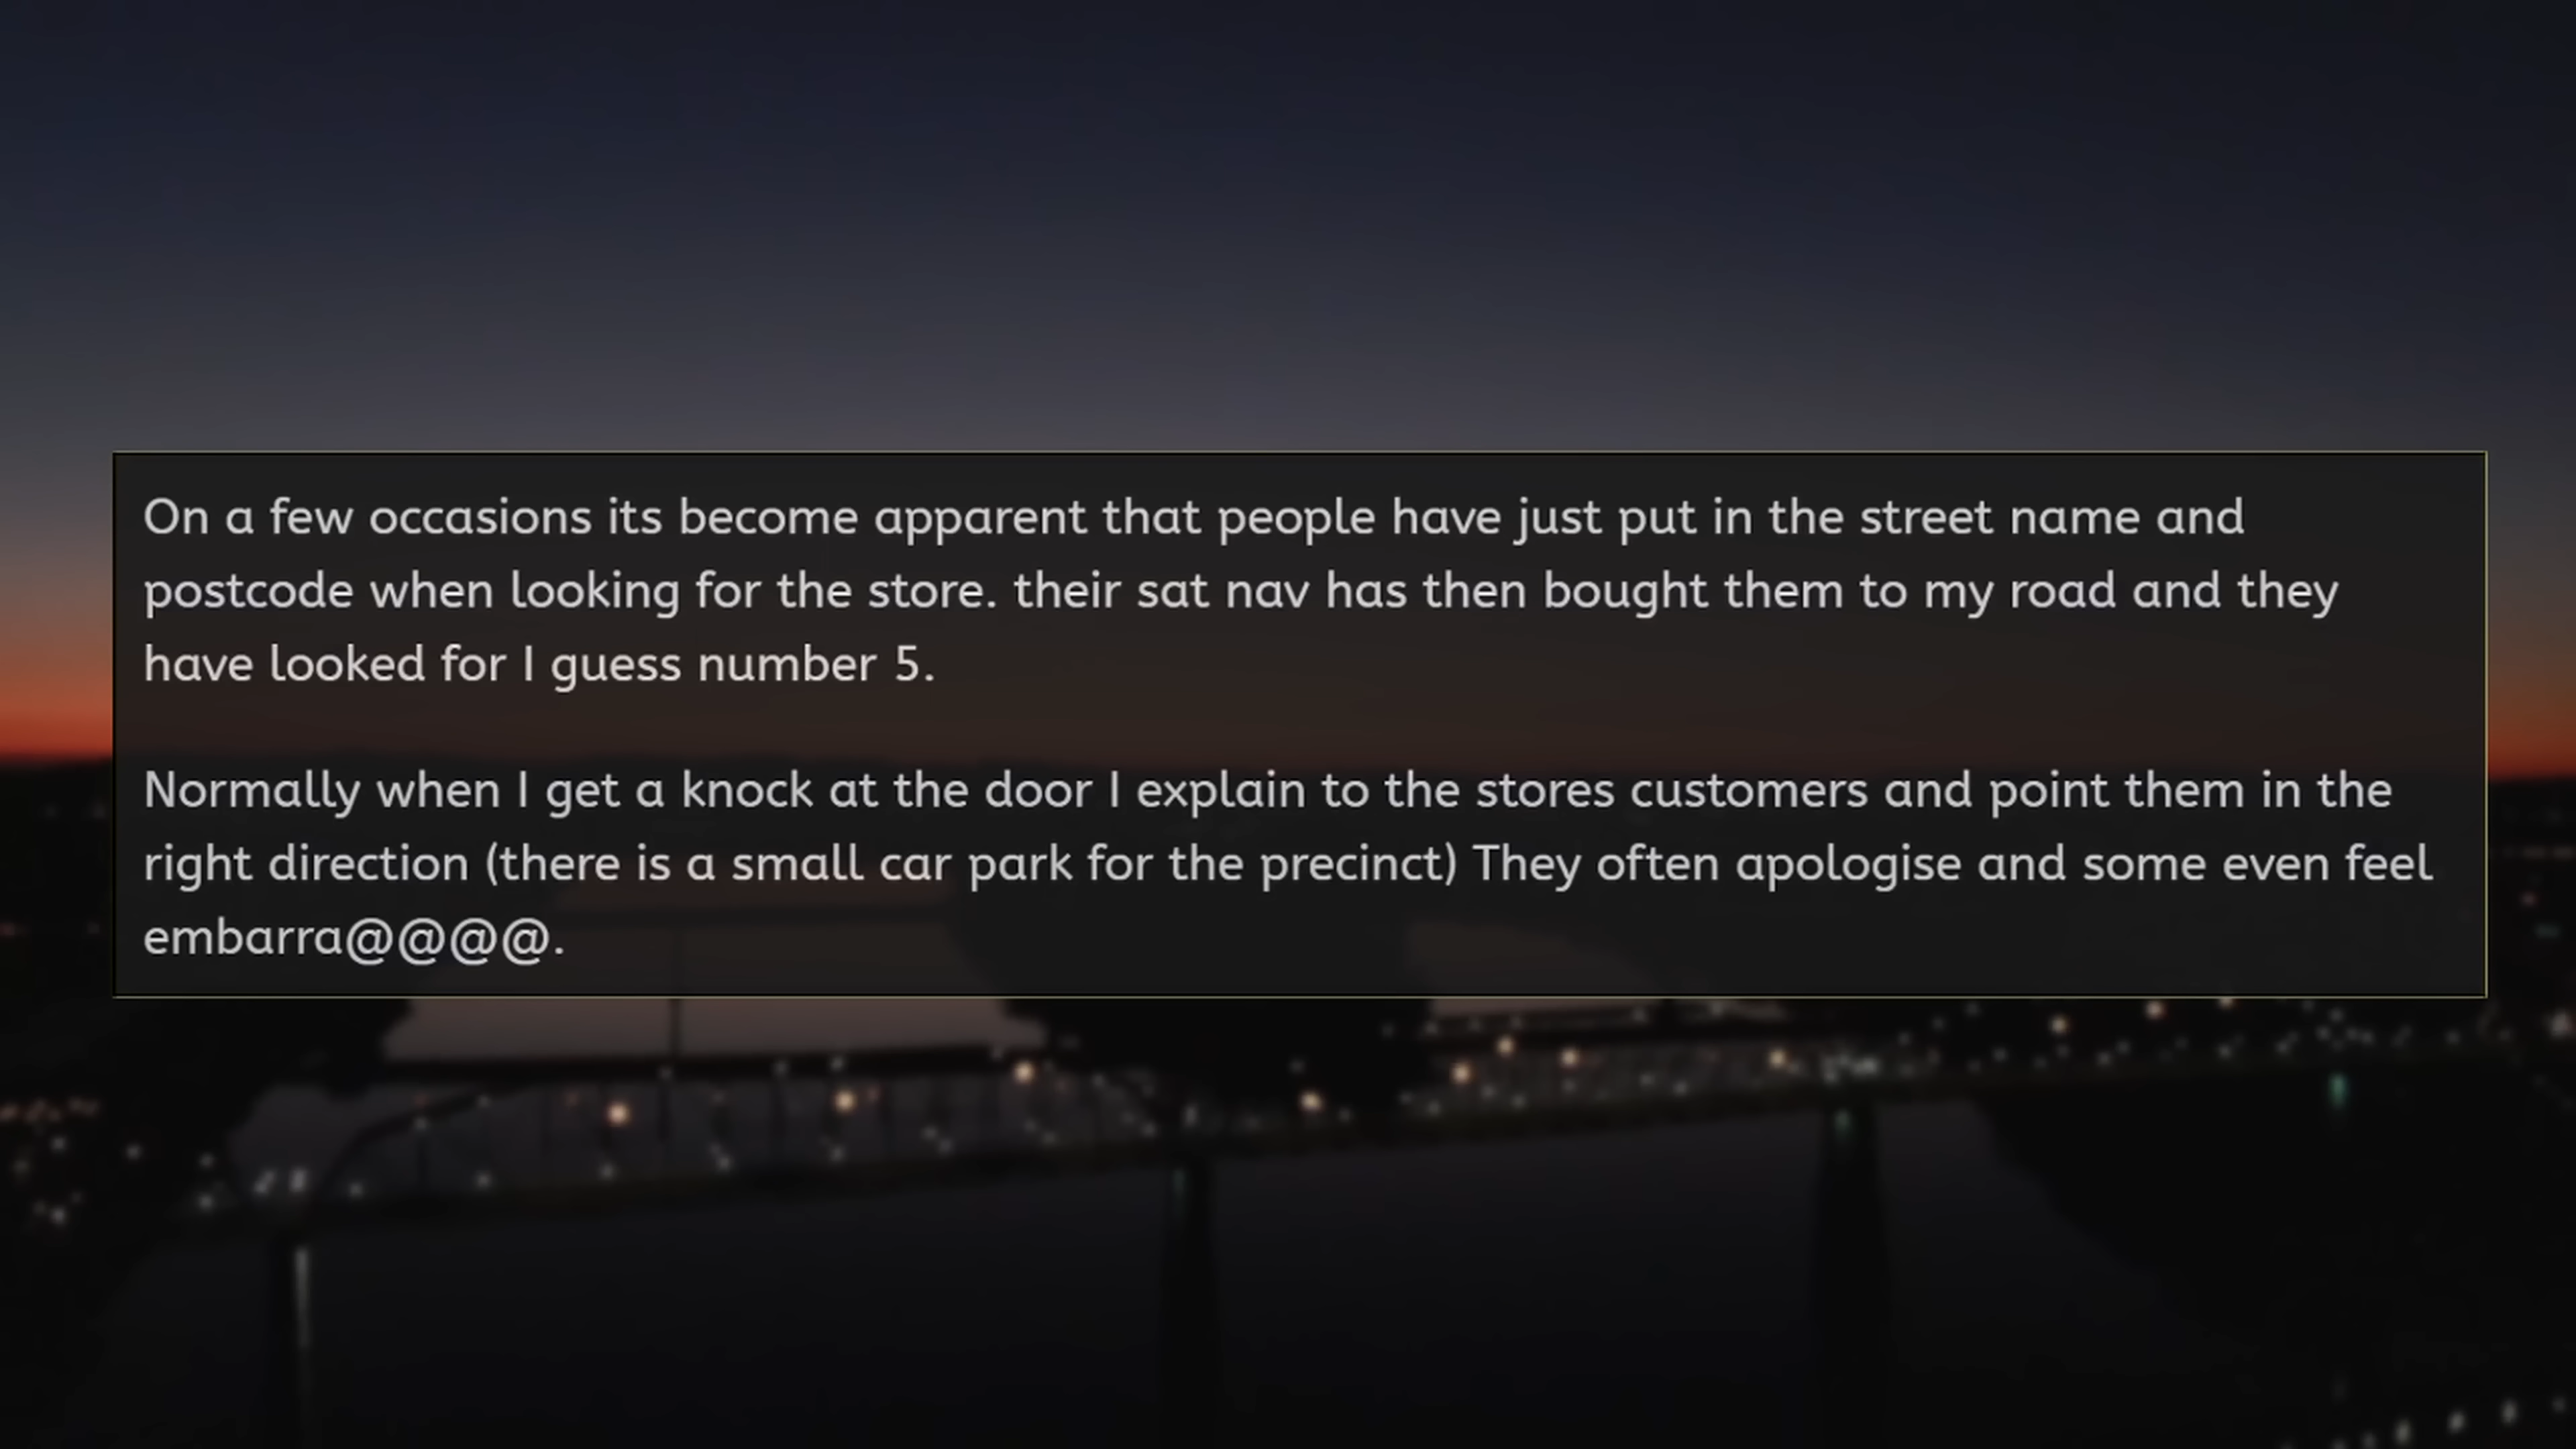 On a few occasions its become apparent that people have just put in the street name and
postcode when looking for the store. their sat nav has then bought them to my road and they
have looked for I guess number 5.
Normally when I get a knock at the door I explain to the stores customers and point them in the
right direction (there is a small car park for the precinct) They often apologise and some even feel
embarra@@@@.